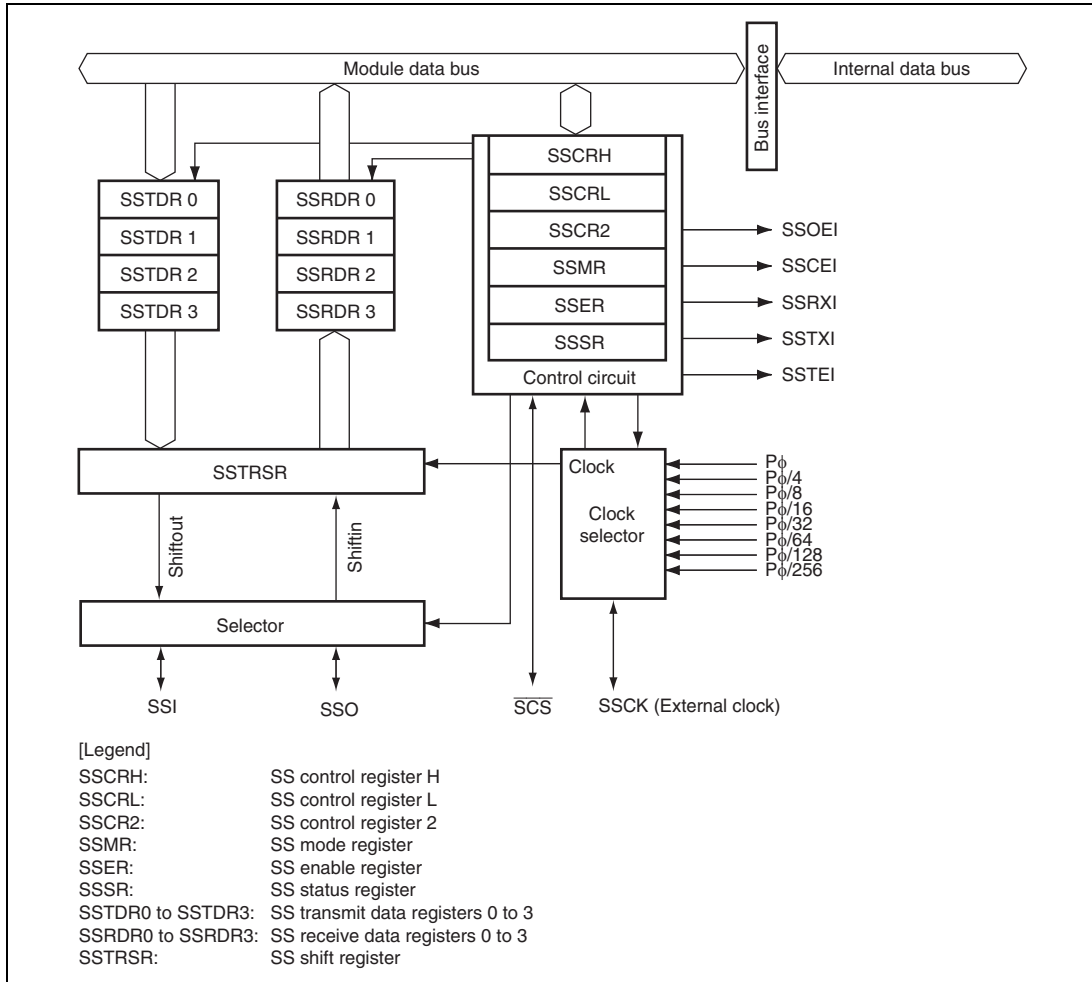 Module data bus
Bus interface
Internal data bus
SSCRH
SSCRL
SSCR2
SSMR
SSER
SSSR
Control circuit
SSTDR 0
SSTDR 1
SSTDR 2
SSTDR 3
SSRDR 0
SSRDR 1
SSRDR 2
SSRDR 3
SSOEI
SSCEI
SSRXI
SSTXI
SSTEI
SSTRSR
Clock
Clock
selector
Pϕ
Pϕ/4
Pϕ/8
Pϕ/16
Pϕ/32
Pϕ/64
Pϕ/128
Pϕ/256
Shiftout
Shiftin
Selector
SSI
SSO
S̅C̅S̅
SSCK (External clock)
[Legend]
SSCRH: SS control register H
SSCRL: SS control register L
SSCR2: SS control register 2
SSMR: SS mode register
SSER: SS enable register
SSSR: SS status register
SSTDR0 to SSTDR3: SS transmit data registers 0 to 3
SSRDR0 to SSRDR3: SS receive data registers 0 to 3
SSTRSR: SS shift register